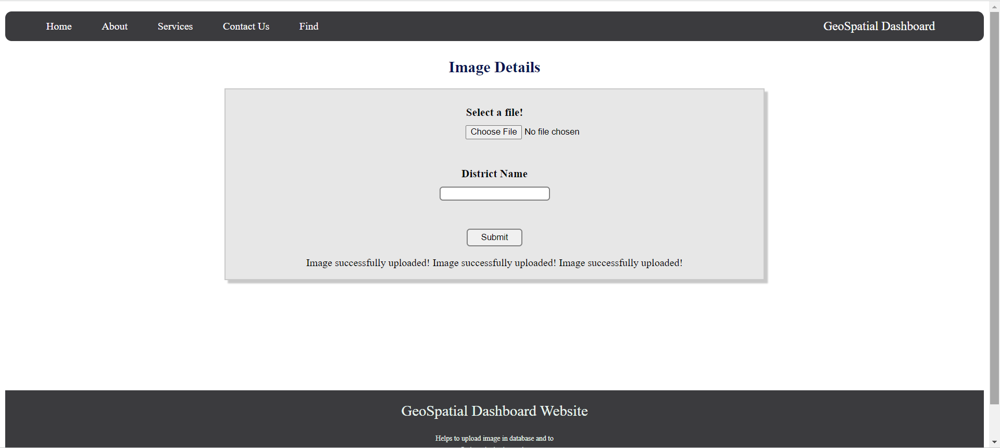 Home About Services Contact Us Find GeoSpatial Dashboard
Image Details
Select a file!
Choose File No file chosen
District Name
Submit
Image successfully uploaded! Image successfully uploaded! Image successfully uploaded!
GeoSpatial Dashboard Website
Helps to upload image in database and to